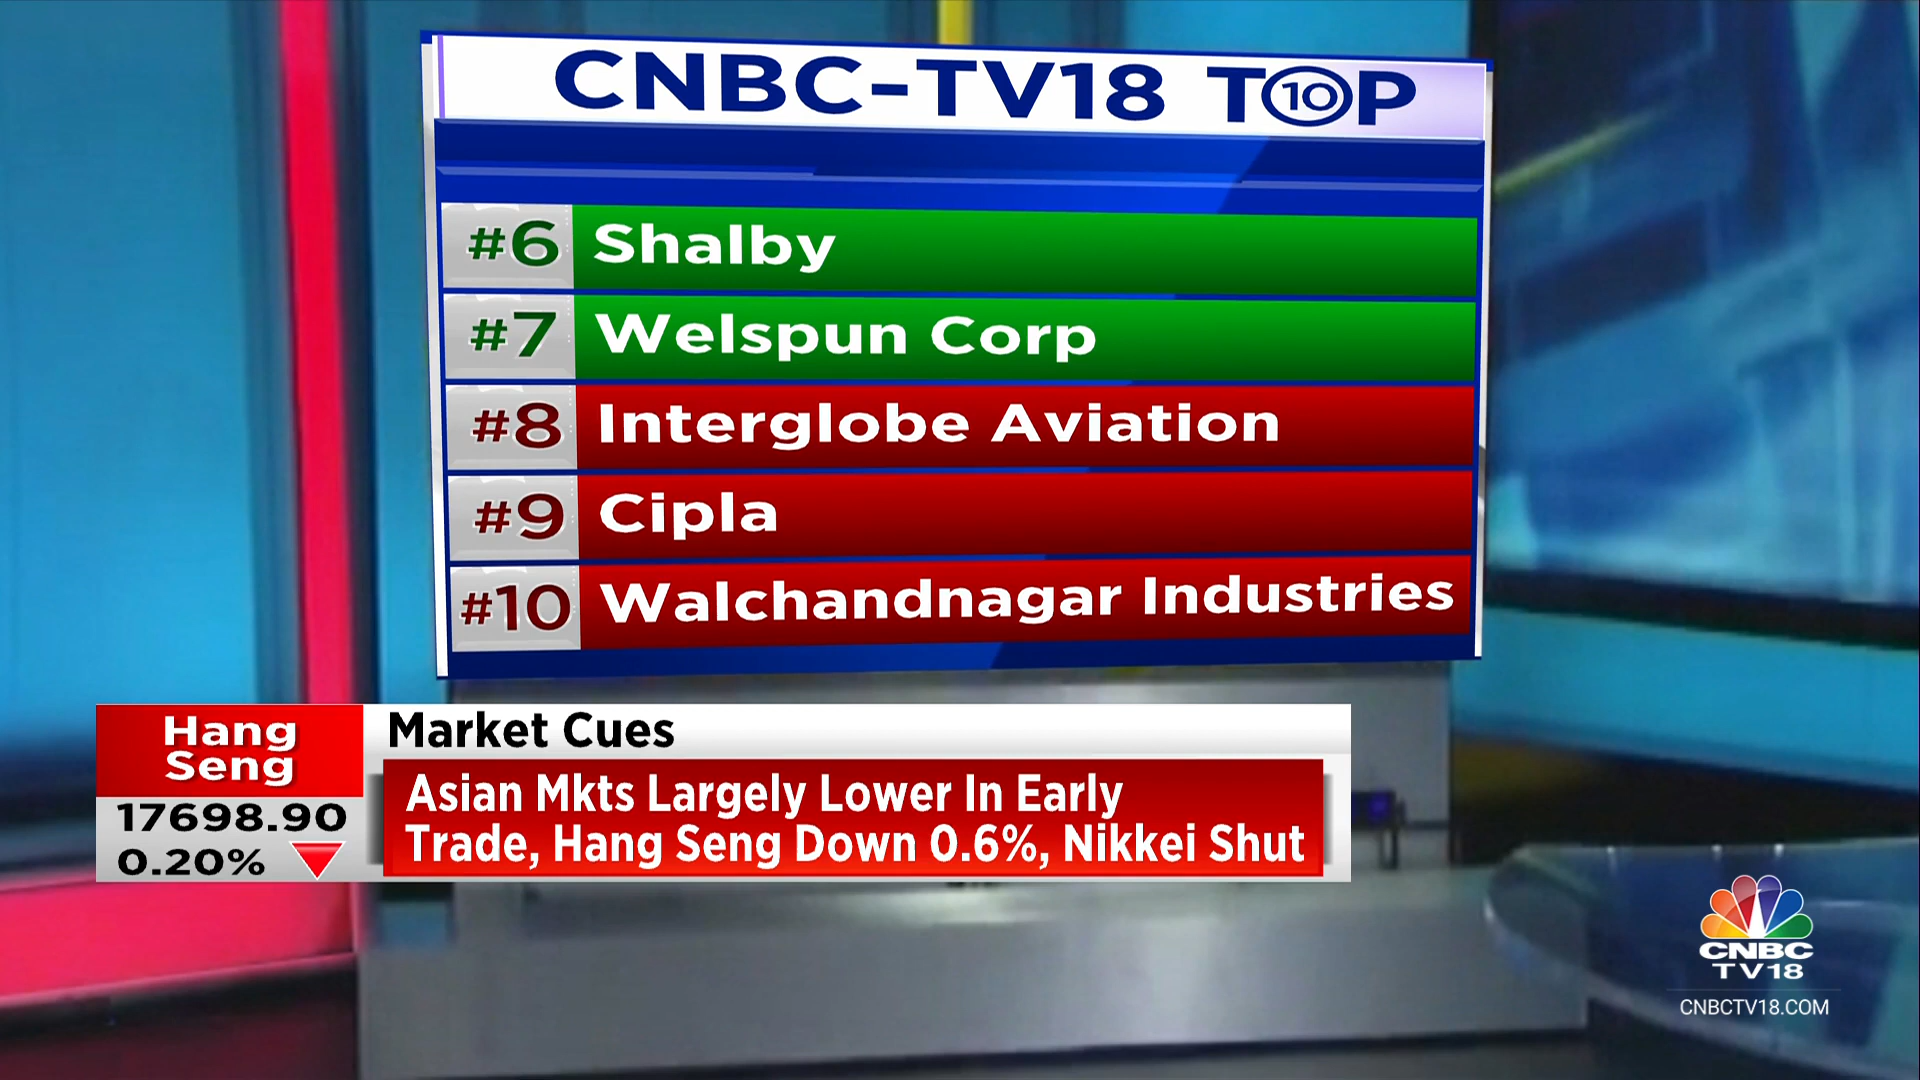 CNBC-TV18 TOP
10
#6 Shalby
#7 Welspun Corp
#8 Interglobe Aviation
#9 Cipla
#10 Walchandnagar Industries
Hang
Seng
17698.90
0.20%
Market Cues
Asian Mkts Largely Lower In Early
Trade, Hang Seng Down 0.6%, Nikkei Shut
CNBC
TV18
CNBCTV18.COM